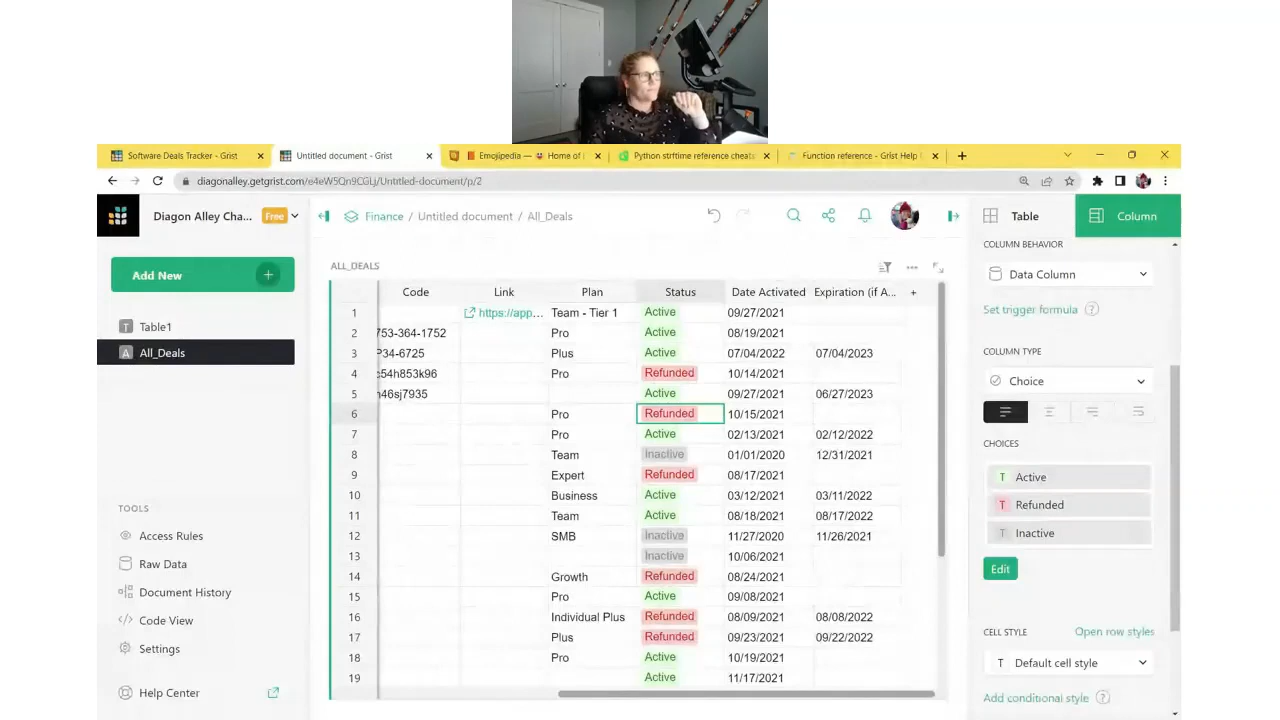 Software Deals Tracker - Grist
Untitled document - Grist
Emojipedia — Home of
Python strftime reference cheats
Function reference - Grist Help
diagonalley.getgrist.com/e4eW5Qn9CGLj/Untitled-document/p/2
Diagon Alley Cha...
Free
Finance / Untitled document / All_Deals
Table
Column
Add New
Table1
All_Deals
TOOLS
Access Rules
Raw Data
Document History
Code View
Settings
Help Center
ALL_DEALS
Code Link Plan Status Date Activated Expiration (if A... +
1 https://app... Team - Tier 1 Active 09/27/2021
2 753-364-1752 Pro Active 08/19/2021
3 P34-6725 Plus Active 07/04/2022 07/04/2023
4 c54h853k96 Pro Refunded 10/14/2021
5 n46sj7935 Active 09/27/2021 06/27/2023
6 Pro Refunded 10/15/2021
7 Pro Active 02/13/2021 02/12/2022
8 Team Inactive 01/01/2020 12/31/2021
9 Expert Refunded 08/17/2021
10 Business Active 03/12/2021 03/11/2022
11 Team Active 08/18/2021 08/17/2022
12 SMB Inactive 11/27/2020 11/26/2021
13 Inactive 10/06/2021
14 Growth Refunded 08/24/2021
15 Pro Active 09/08/2021
16 Individual Plus Refunded 08/09/2021 08/08/2022
17 Plus Refunded 09/23/2021 09/22/2022
18 Pro Active 10/19/2021
19 Active 11/17/2021
COLUMN BEHAVIOR
Data Column
Set trigger formula ?
COLUMN TYPE
Choice
CHOICES
T Active
T Refunded
T Inactive
Edit
CELL STYLE Open row styles
T Default cell style
Add conditional style ?